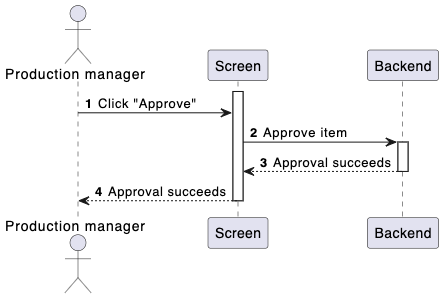 Production manager
Screen
Backend
1 Click "Approve"
2 Approve item
3 Approval succeeds
4 Approval succeeds
Production manager
Screen
Backend